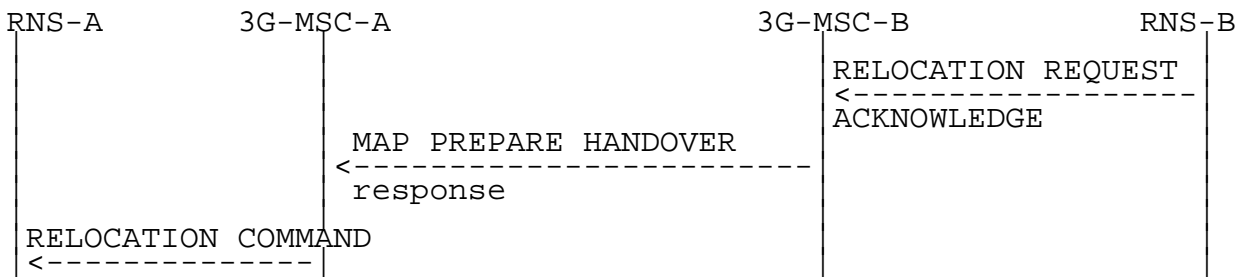 RNS-A 3G-MSC-A 3G-MSC-B RNS-B
RELOCATION REQUEST
ACKNOWLEDGE
MAP PREPARE HANDOVER
response
RELOCATION COMMAND